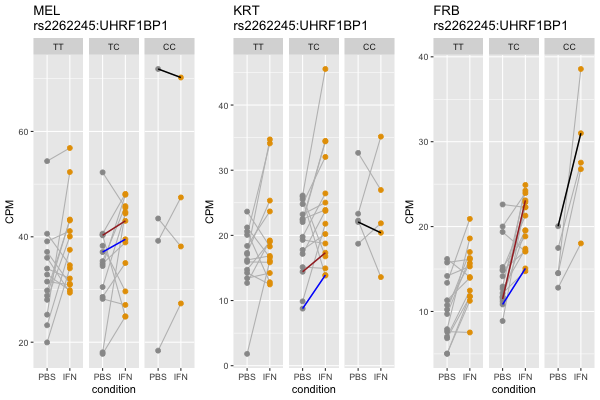 MEL
rs2262245:UHRF1BP1
TT TC CC
CPM
60
40
20
PBS IFN PBS IFN PBS IFN
condition
KRT
rs2262245:UHRF1BP1
TT TC CC
CPM
40
30
20
10
0
PBS IFN PBS IFN PBS IFN
condition
FRB
rs2262245:UHRF1BP1
TT TC CC
CPM
40
30
20
10
PBS IFN PBS IFN PBS IFN
condition